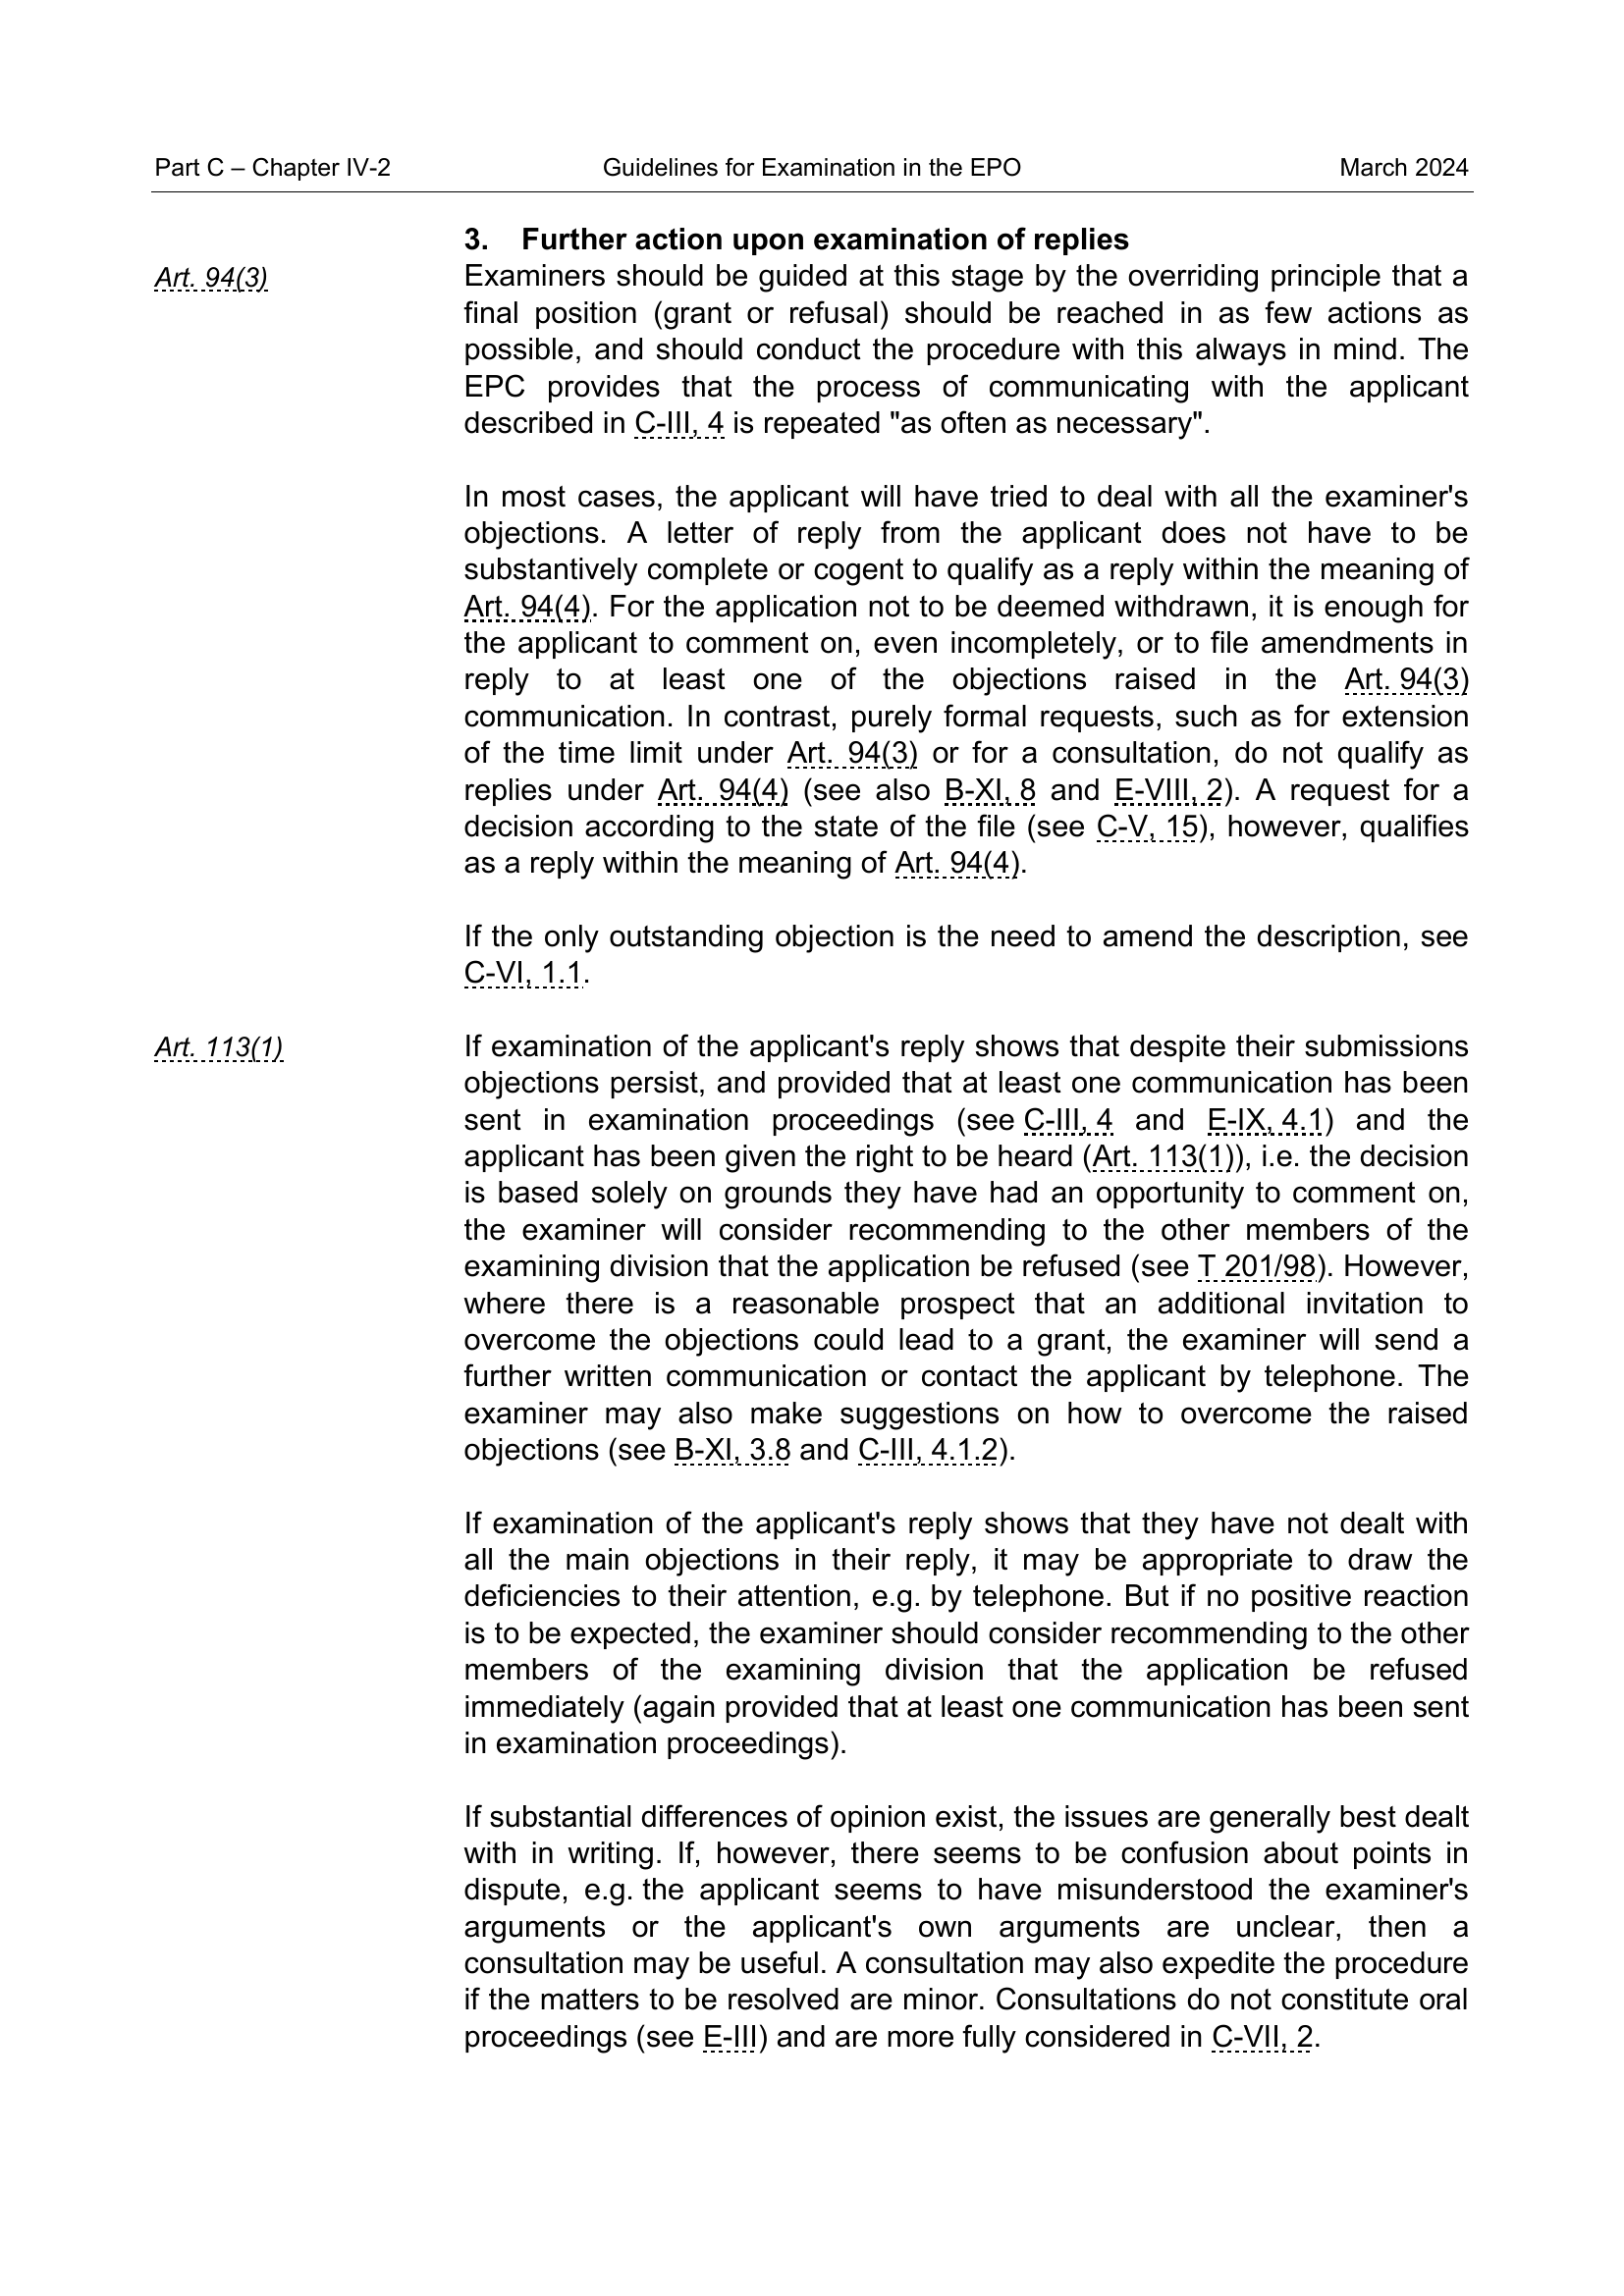 Part C – Chapter IV-2 Guidelines for Examination in the EPO March 2024
3. Further action upon examination of replies
Art. 94(3)
Examiners should be guided at this stage by the overriding principle that a
final position (grant or refusal) should be reached in as few actions as
possible, and should conduct the procedure with this always in mind. The
EPC provides that the process of communicating with the applicant
described in C-III, 4 is repeated "as often as necessary".
In most cases, the applicant will have tried to deal with all the examiner's
objections. A letter of reply from the applicant does not have to be
substantively complete or cogent to qualify as a reply within the meaning of
Art. 94(4). For the application not to be deemed withdrawn, it is enough for
the applicant to comment on, even incompletely, or to file amendments in
reply to at least one of the objections raised in the Art. 94(3)
communication. In contrast, purely formal requests, such as for extension
of the time limit under Art. 94(3) or for a consultation, do not qualify as
replies under Art. 94(4) (see also B-XI, 8 and E-VIII, 2). A request for a
decision according to the state of the file (see C-V, 15), however, qualifies
as a reply within the meaning of Art. 94(4).
If the only outstanding objection is the need to amend the description, see
C-VI, 1.1.
Art. 113(1)
If examination of the applicant's reply shows that despite their submissions
objections persist, and provided that at least one communication has been
sent in examination proceedings (see C-III, 4 and E-IX, 4.1) and the
applicant has been given the right to be heard (Art. 113(1)), i.e. the decision
is based solely on grounds they have had an opportunity to comment on,
the examiner will consider recommending to the other members of the
examining division that the application be refused (see T 201/98). However,
where there is a reasonable prospect that an additional invitation to
overcome the objections could lead to a grant, the examiner will send a
further written communication or contact the applicant by telephone. The
examiner may also make suggestions on how to overcome the raised
objections (see B-XI, 3.8 and C-III, 4.1.2).
If examination of the applicant's reply shows that they have not dealt with
all the main objections in their reply, it may be appropriate to draw the
deficiencies to their attention, e.g. by telephone. But if no positive reaction
is to be expected, the examiner should consider recommending to the other
members of the examining division that the application be refused
immediately (again provided that at least one communication has been sent
in examination proceedings).
If substantial differences of opinion exist, the issues are generally best dealt
with in writing. If, however, there seems to be confusion about points in
dispute, e.g. the applicant seems to have misunderstood the examiner's
arguments or the applicant's own arguments are unclear, then a
consultation may be useful. A consultation may also expedite the procedure
if the matters to be resolved are minor. Consultations do not constitute oral
proceedings (see E-III) and are more fully considered in C-VII, 2.